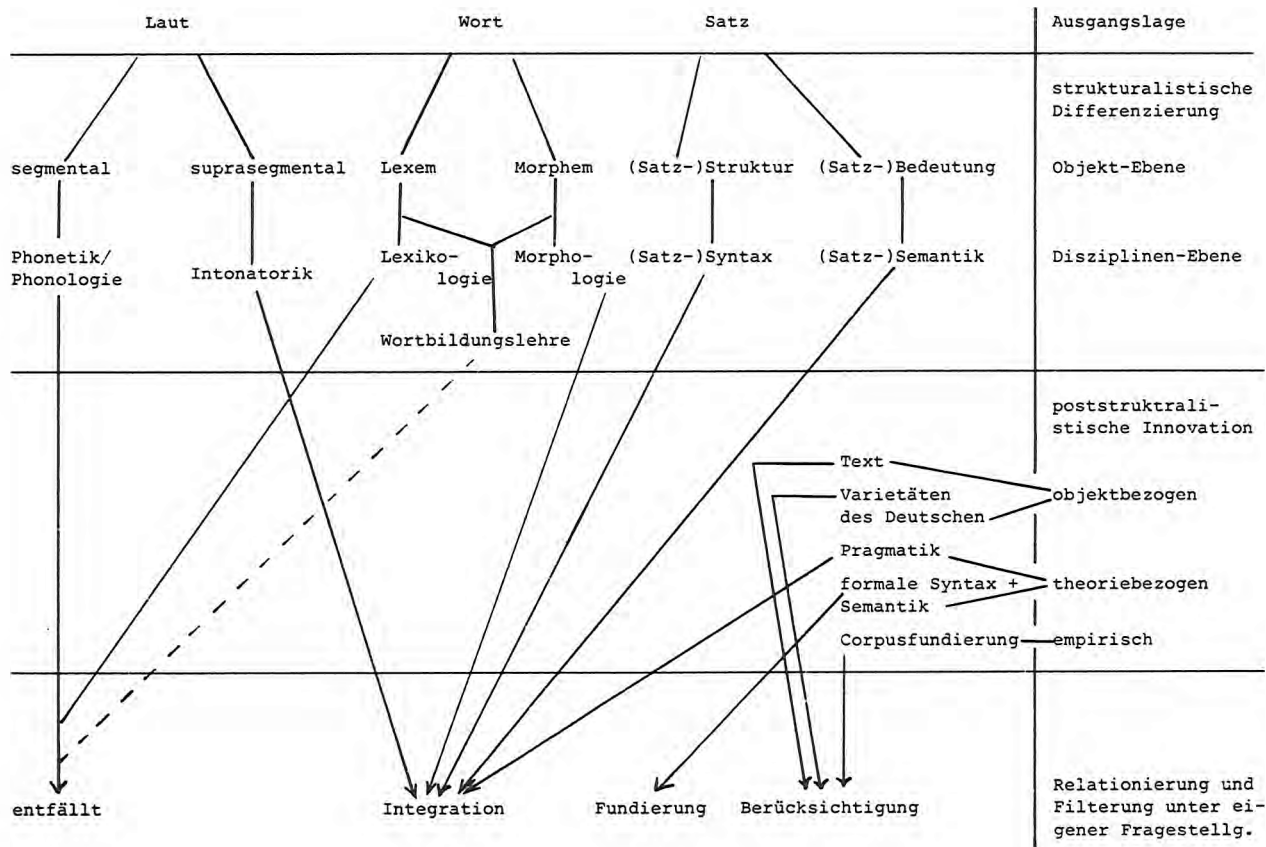 Laut Wort Satz Ausgangslage
strukturalistische
Differenzierung
segmental suprasegmental Lexem Morphem (Satz-)Struktur (Satz-)Bedeutung Objekt-Ebene
Phonetik/ Lexiko- Morpho- (Satz-)Syntax (Satz-)Semantik Disziplinen-Ebene
Phonologie Intonatorik logie logie
Wortbildungslehre
poststruktrali-
stische Innovation
Text
Varietäten objektbezogen
des Deutschen
Pragmatik
formale Syntax + theoriebezogen
Semantik
Corpusfundierung empirisch
entfällt Integration Fundierung Berücksichtigung
Relationierung und
Filterung unter ei-
gener Fragestellg.